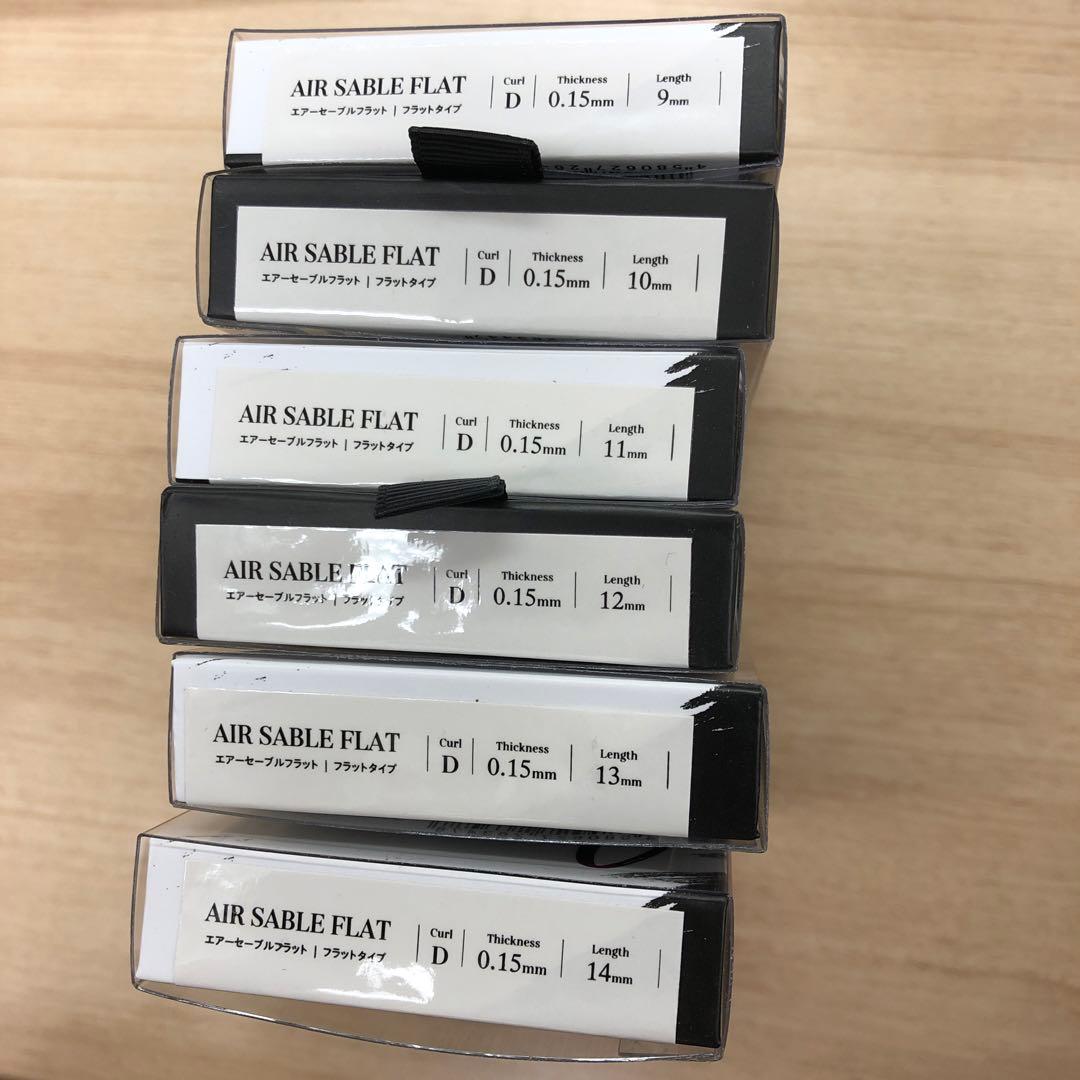 AIR SABLE FLAT | Curl D | Thickness 0.15mm | Length 9mm |
エアーセーブルフラット | フラットタイプ
AIR SABLE FLAT | Curl D | Thickness 0.15mm | Length 10mm |
エアーセーブルフラット | フラットタイプ
AIR SABLE FLAT | Curl D | Thickness 0.15mm | Length 11mm |
エアーセーブルフラット | フラットタイプ
AIR SABLE FLAT | Curl D | Thickness 0.15mm | Length 12mm |
エアーセーブルフラット | フラットタイプ
AIR SABLE FLAT | Curl D | Thickness 0.15mm | Length 13mm |
エアーセーブルフラット | フラットタイプ
AIR SABLE FLAT | Curl D | Thickness 0.15mm | Length 14mm |
エアーセーブルフラット | フラットタイプ